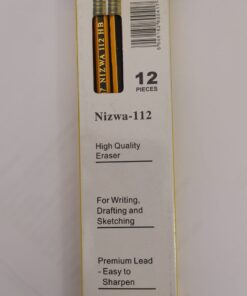 NIZWA 112 HB
12
PIECES
Nizwa-112
High Quality
Eraser
For Writing,
Drafting and
Sketching
Premium Lead
- Easy to
Sharpen